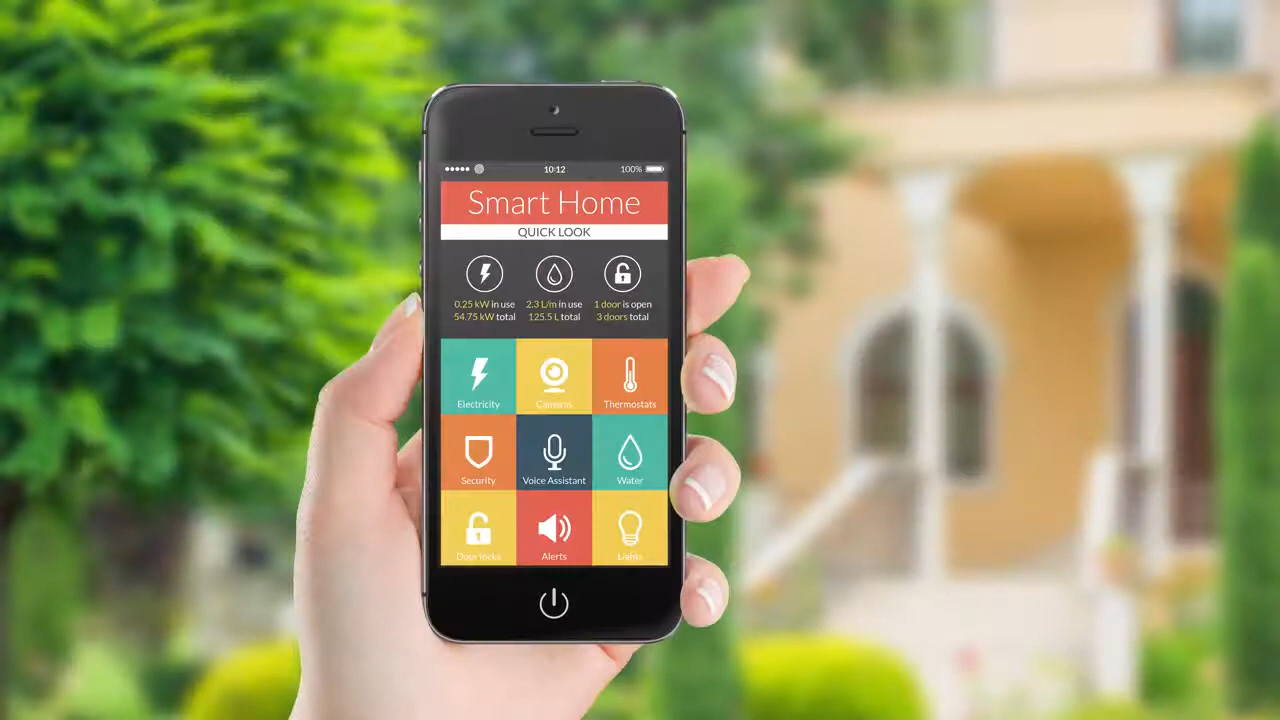 10:12 100%
Smart Home
QUICK LOOK
0.25 kW in use 2.3 L/m in use 1 door is open
54.75 kW total 125.5 L total 3 doors total
Electricity Cameras Thermostats
Security Voice Assistant Water
Door locks Alerts Lights